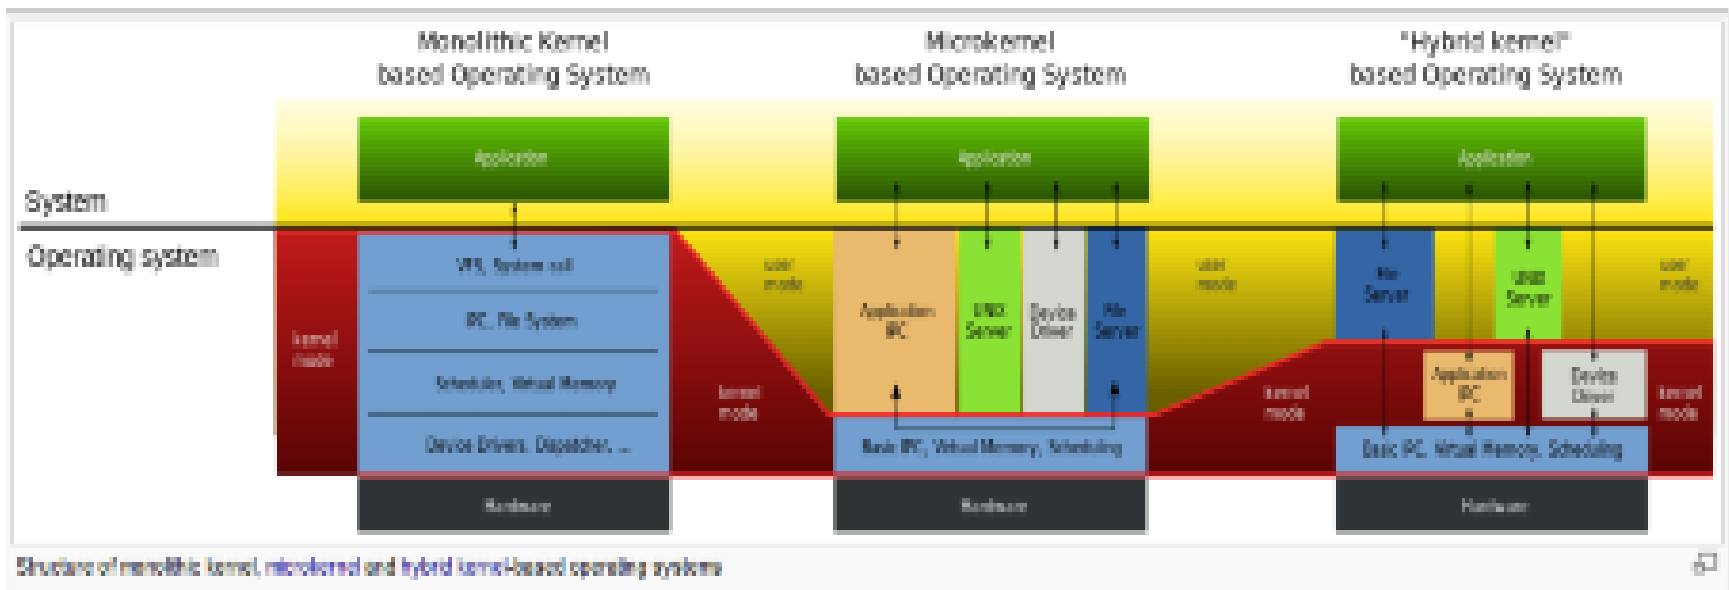 Monolithic Kernel
based Operating System
Microkernel
based Operating System
"Hybrid kernel"
based Operating System
System
Operating system
Application
VFS, System call
IPC, File System
Scheduler, Virtual Memory
Device Drivers, Dispatcher, ...
Hardware
kernel
mode
kernel
mode
user
mode
Application
Application
IPC
UNIX
Server
Device
Driver
File
Server
Basic IPC, Virtual Memory, Scheduling
Hardware
user
mode
kernel
mode
Application
File
Server
UNIX
Server
Application
IPC
Device
Driver
Basic IPC, Virtual Memory, Scheduling
Hardware
user
mode
kernel
mode
Structure of monolithic kernel, microkernel and hybrid kernel-based operating systems